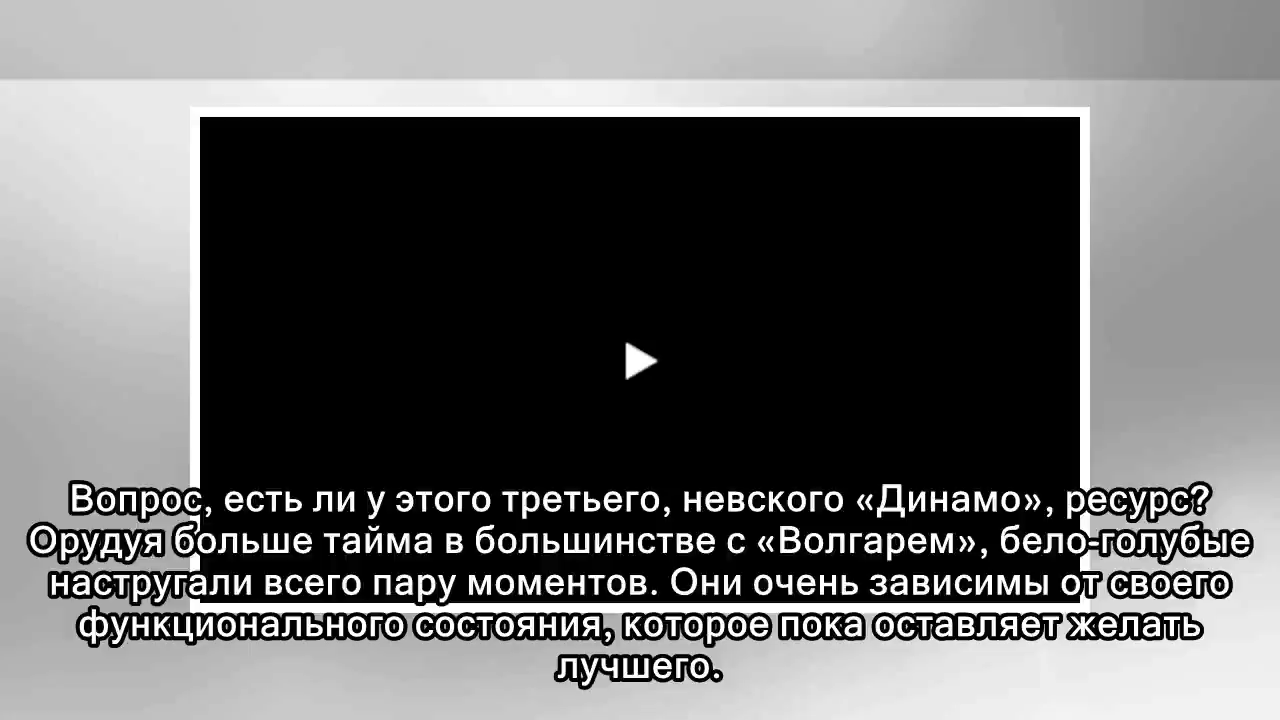 Вопрос, есть ли у этого третьего, невского «Динамо», ресурс?
Орудуя больше тайма в большинстве с «Волгарем», бело-голубые
настругали всего пару моментов. Они очень зависимы от своего
функционального состояния, которое пока оставляет желать
лучшего.